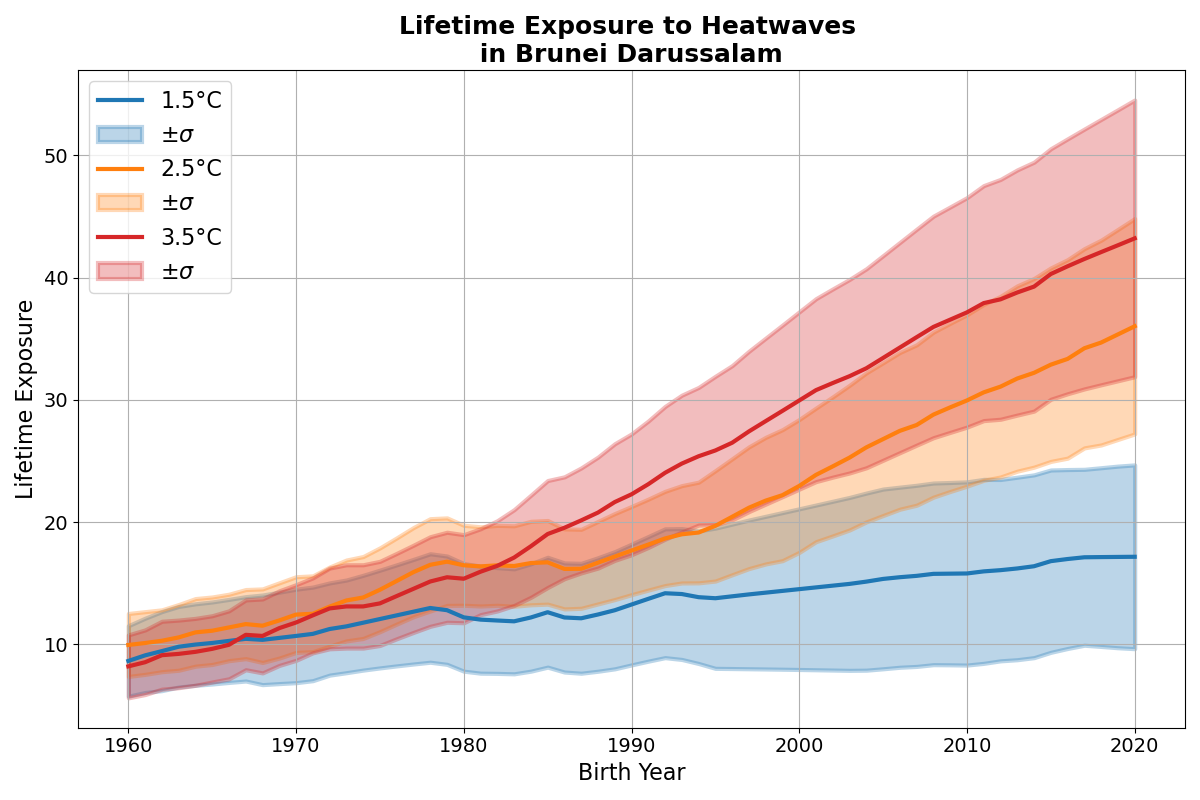 Lifetime Exposure to Heatwaves
in Brunei Darussalam
1.5°C
±σ
2.5°C
±σ
3.5°C
±σ
Lifetime Exposure
50
40
30
20
10
1960 1970 1980 1990 2000 2010 2020
Birth Year